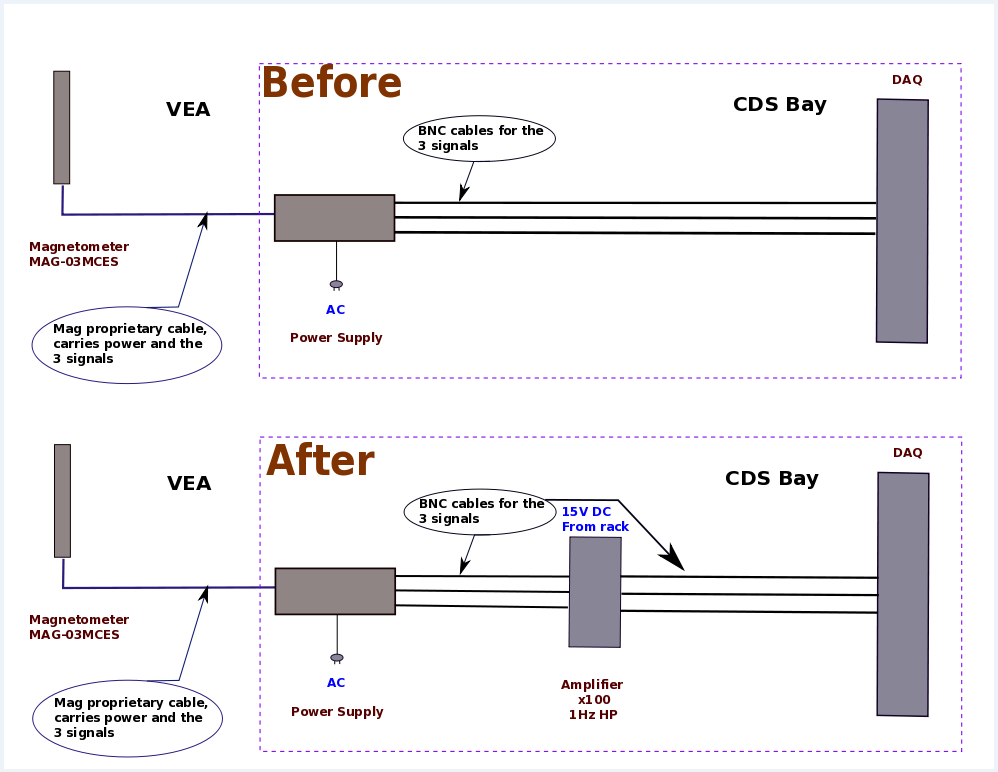 Before
DAQ
VEA
CDS Bay
BNC cables for the
3 signals
Magnetometer
MAG-03MCES
AC
Power Supply
Mag proprietary cable,
carries power and the
3 signals
After
DAQ
VEA
CDS Bay
BNC cables for the
3 signals
15V DC
From rack
Magnetometer
MAG-03MCES
AC
Power Supply
Amplifier
x100
1Hz HP
Mag proprietary cable,
carries power and the
3 signals